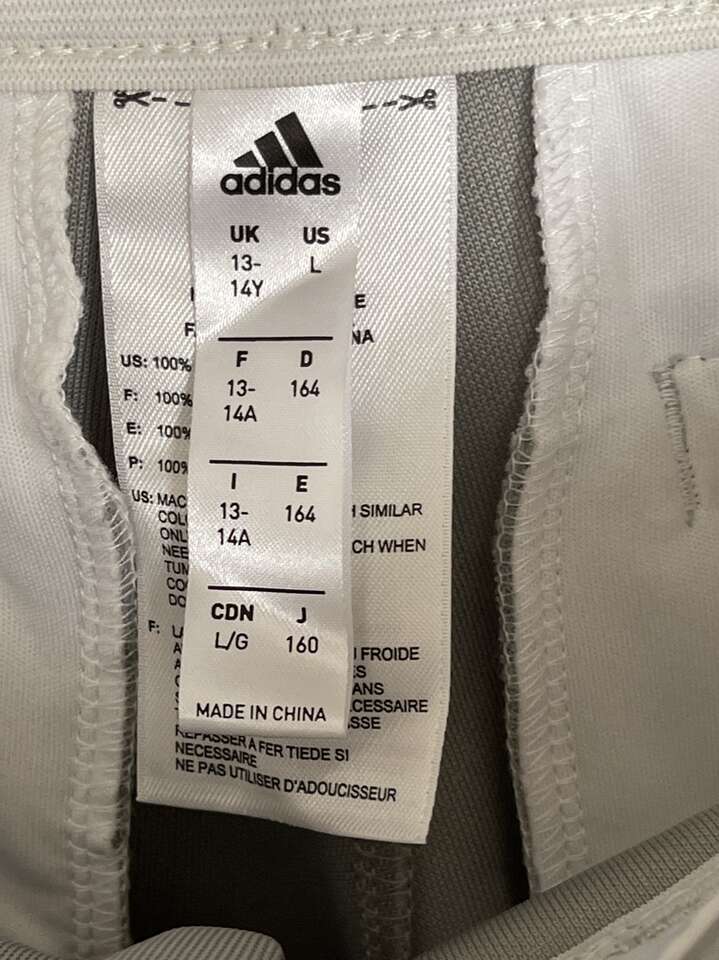 adidas
UK US
13- L
14Y
F D
13- 164
14A
I E
13- 164
14A
CDN J
L/G 160
MADE IN CHINA
E
F NA
US: 100%
F: 100%
E: 100%
P: 100%
US: MAC SIMILAR
COL
ONL CH WHEN
NEE
TUM
CO
DO
F: FROIDE
ES
ANS
ECESSAIRE
ASSE
REPASSER A FER TIEDE SI
NECESSAIRE
NE PAS UTILISER D'ADOUCISSEUR